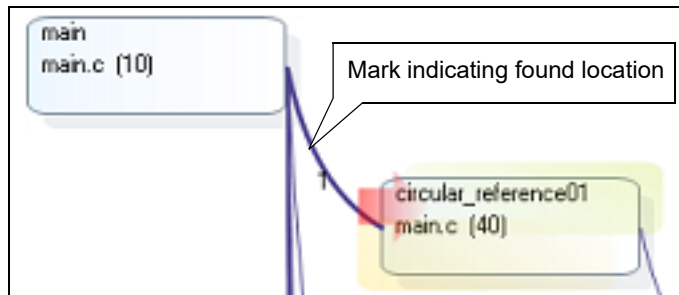 main
main.c (10)
Mark indicating found location
1
circular_reference01
main.c (40)